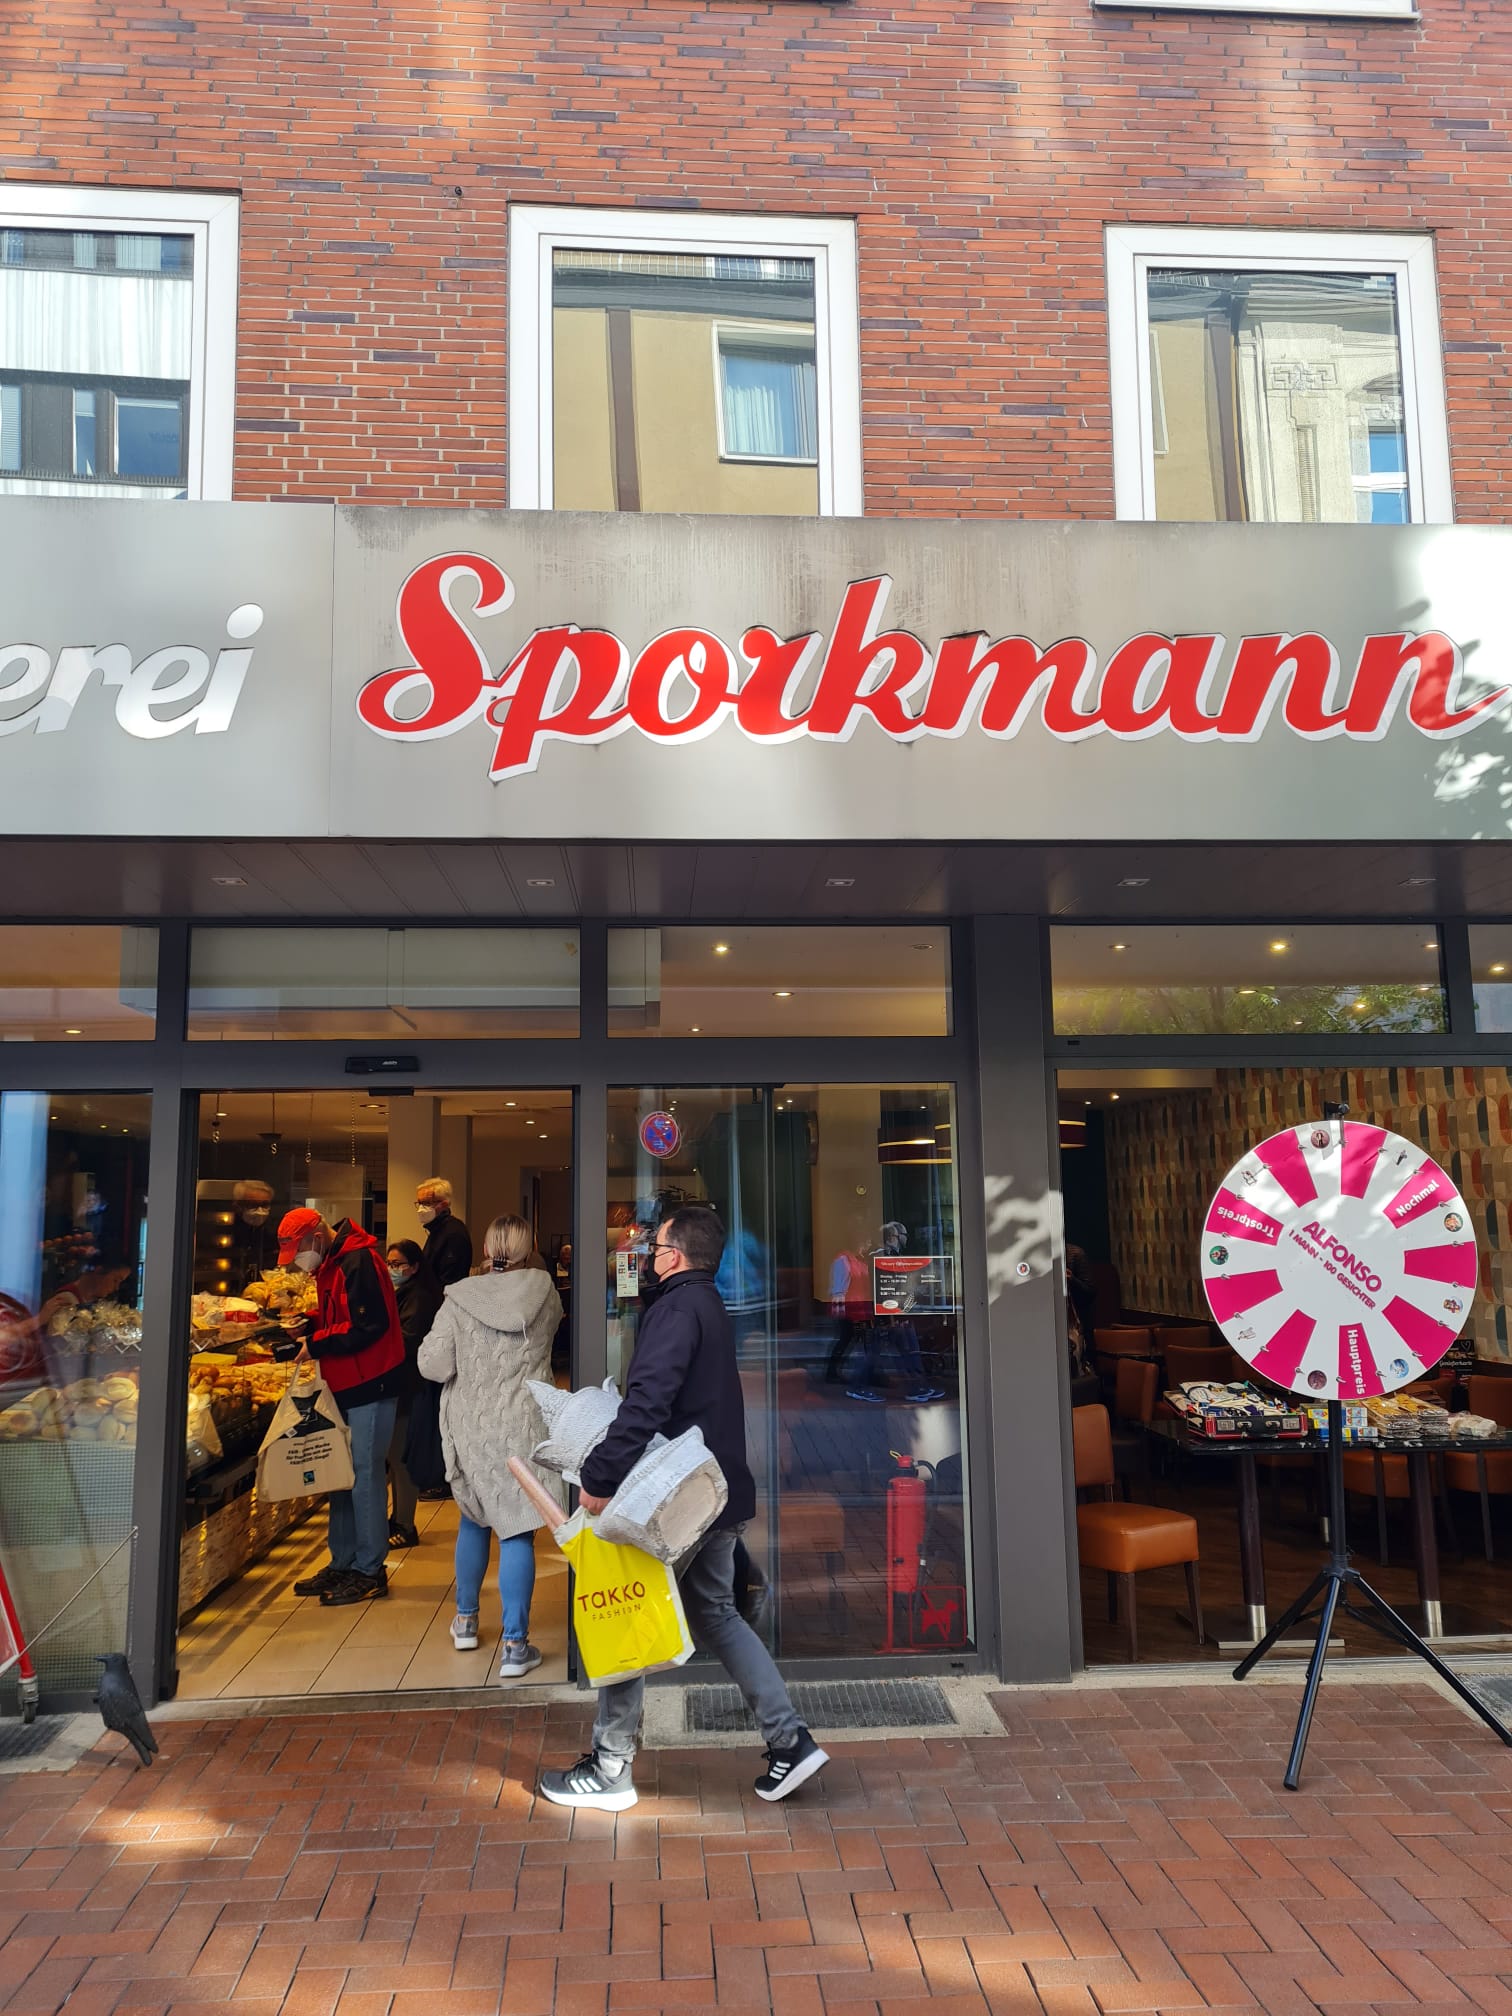 erei Sporkmann
Nochmal
Trostpreis
ALFONSO
1 MANN - 100 GESICHTER
Hauptpreis
TAKKO
FASHION